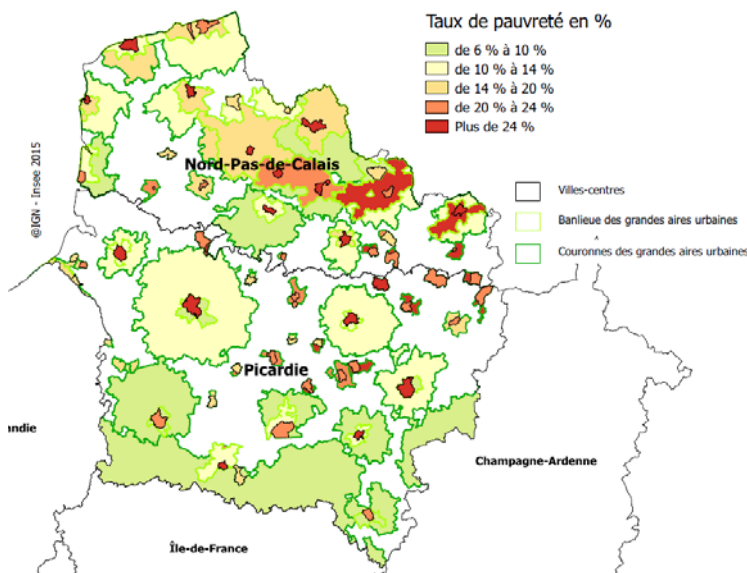 Taux de pauvreté en %
de 6 % à 10 %
de 10 % à 14 %
de 14 % à 20 %
de 20 % à 24 %
Plus de 24 %
@IGN - Insee 2015
Nord-Pas-de-Calais
Villes-centres
Banlieue des grandes aires urbaines
Couronnes des grandes aires urbaines
Picardie
andie
Champagne-Ardenne
Île-de-France